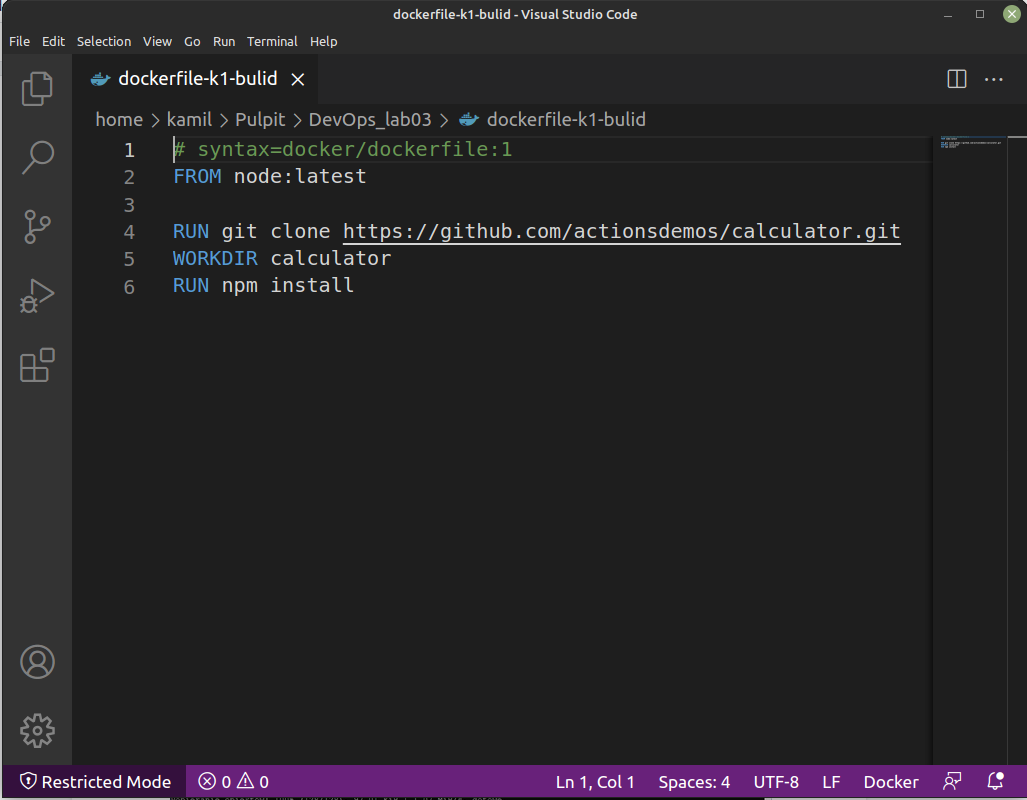 dockerfile-k1-bulid - Visual Studio Code
File Edit Selection View Go Run Terminal Help
dockerfile-k1-bulid
home > kamil > Pulpit > DevOps_lab03 > dockerfile-k1-bulid
1 # syntax=docker/dockerfile:1
2 FROM node:latest
3
4 RUN git clone https://github.com/actionsdemos/calculator.git
5 WORKDIR calculator
6 RUN npm install
Restricted Mode 0 0 Ln 1, Col 1 Spaces: 4 UTF-8 LF Docker